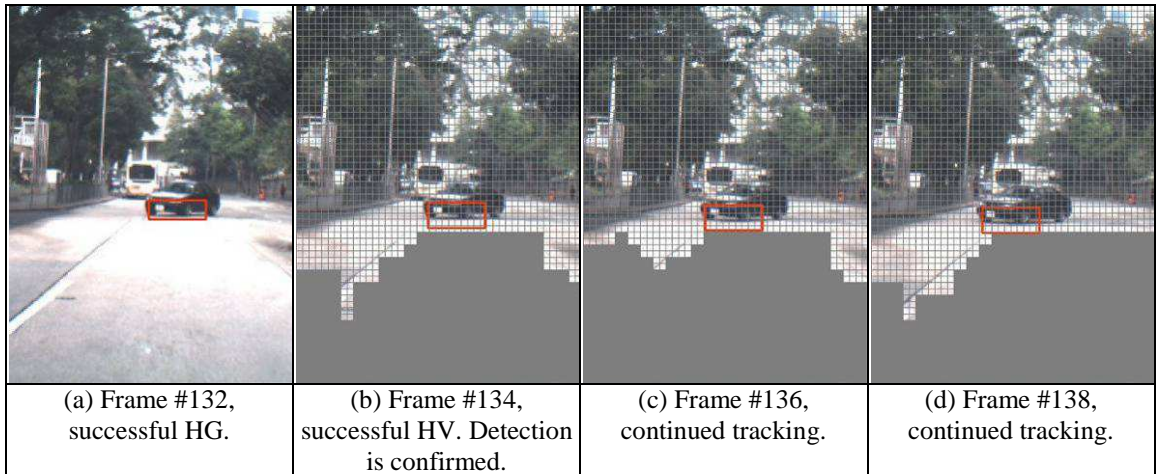 (a) Frame #132,
successful HG.
(b) Frame #134,
successful HV. Detection
is confirmed.
(c) Frame #136,
continued tracking.
(d) Frame #138,
continued tracking.